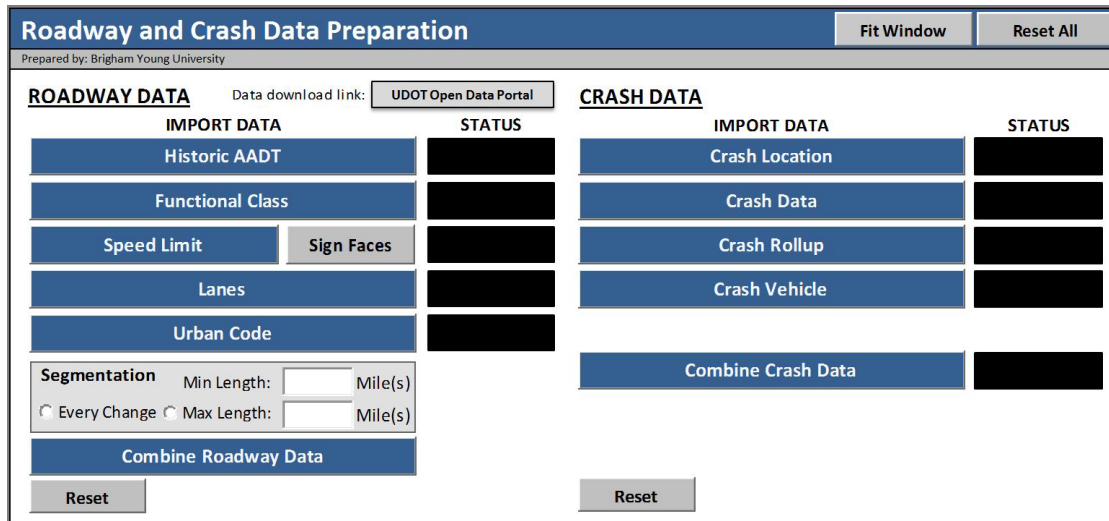 Roadway and Crash Data Preparation
Fit Window
Reset All
Prepared by: Brigham Young University
ROADWAY DATA
Data download link:
UDOT Open Data Portal
IMPORT DATA
STATUS
Historic AADT
Functional Class
Speed Limit
Sign Faces
Lanes
Urban Code
Segmentation
Min Length:
Mile(s)
Every Change
Max Length:
Mile(s)
Combine Roadway Data
Reset
CRASH DATA
IMPORT DATA
STATUS
Crash Location
Crash Data
Crash Rollup
Crash Vehicle
Combine Crash Data
Reset